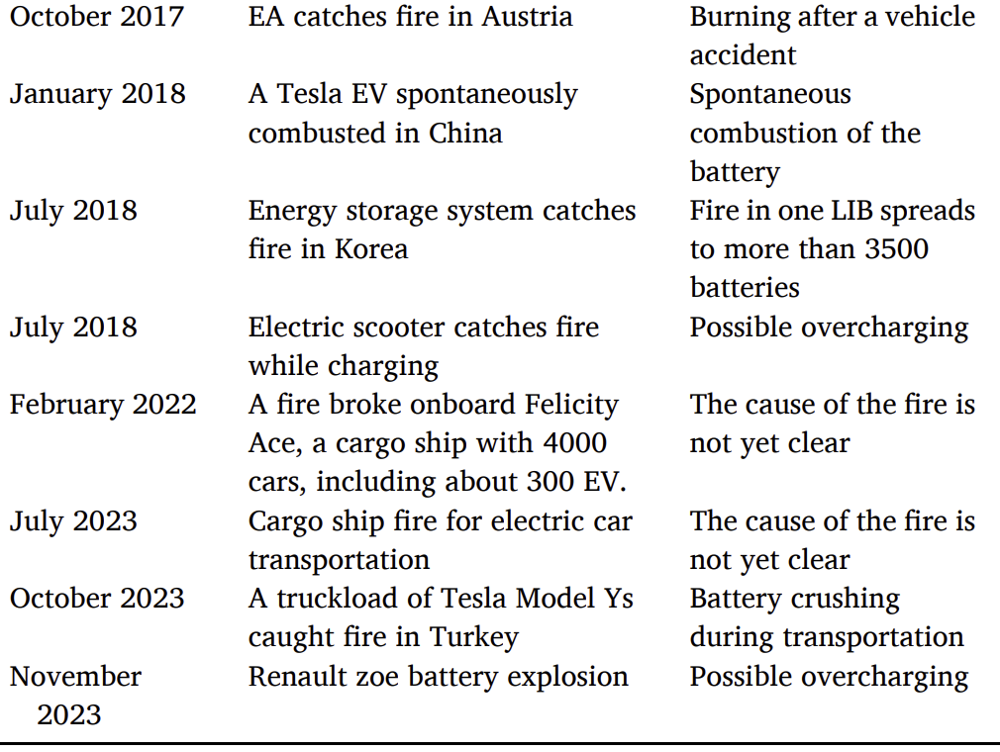 October 2017 EA catches fire in Austria Burning after a vehicle
accident
January 2018 A Tesla EV spontaneously Spontaneous
combusted in China combustion of the
battery
July 2018 Energy storage system catches Fire in one LIB spreads
fire in Korea to more than 3500
batteries
July 2018 Electric scooter catches fire Possible overcharging
while charging
February 2022 A fire broke onboard Felicity The cause of the fire is
Ace, a cargo ship with 4000 not yet clear
cars, including about 300 EV.
July 2023 Cargo ship fire for electric car The cause of the fire is
transportation not yet clear
October 2023 A truckload of Tesla Model Ys Battery crushing
caught fire in Turkey during transportation
November Renault zoe battery explosion Possible overcharging
2023